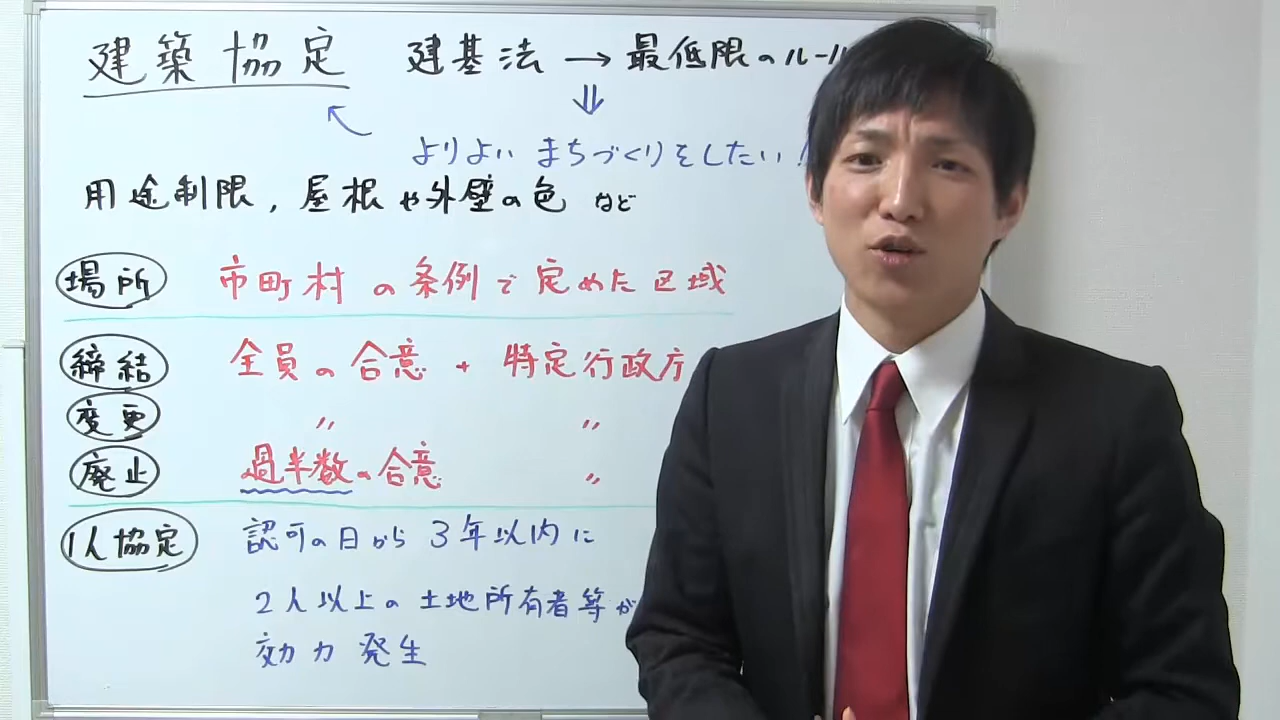 建築協定 建基法 → 最低限のルール
⇓
よりよい まちづくりをしたい!
用途制限, 屋根や外壁の色 など
場所 市町村の条例で定めた区域
締結 全員の合意 + 特定行政庁
変更 〃 〃
廃止 過半数の合意 〃
1人協定 認可の日から3年以内に
2人以上の土地所有者等が
効力発生